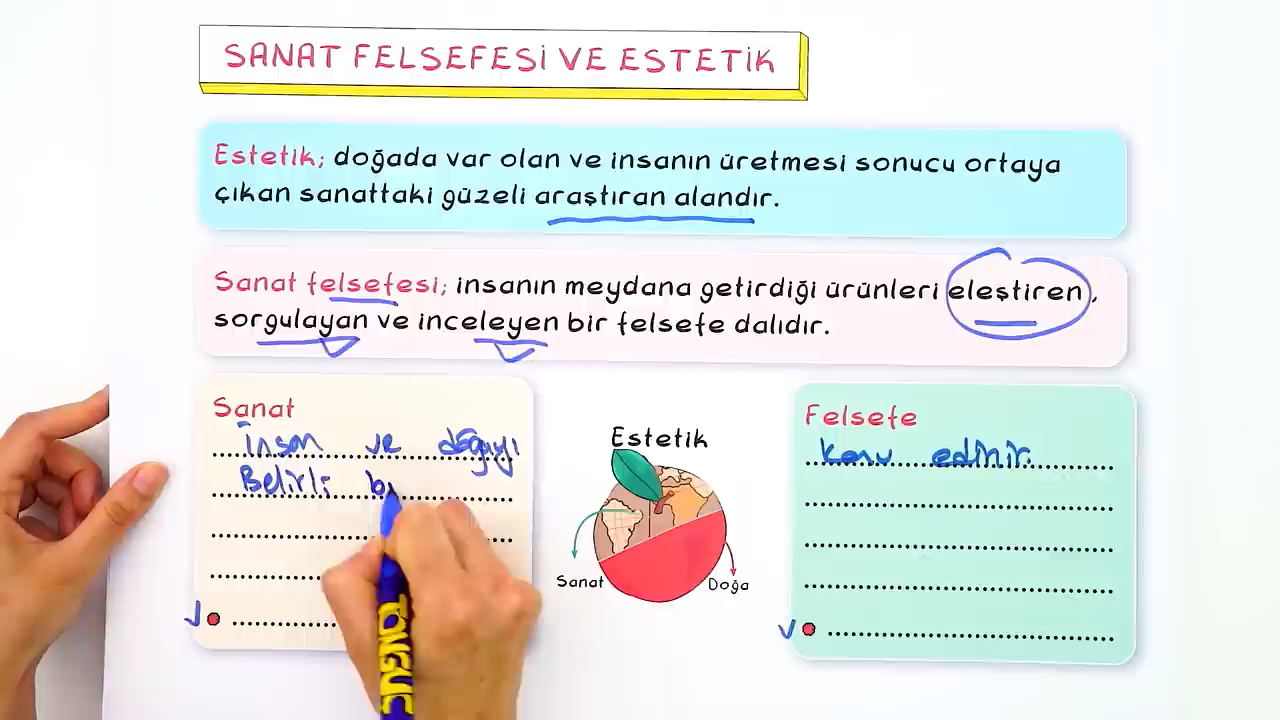 SANAT FELSEFESİ VE ESTETİK
Estetik; doğada var olan ve insanın üretmesi sonucu ortaya
çıkan sanattaki güzeli araştıran alandır.
Sanat felsefesi; insanın meydana getirdiği ürünleri eleştiren,
sorgulayan ve inceleyen bir felsefe dalıdır.
Sanat
İnsan ve doğayı
Belirli bi
Estetik
Sanat
Doğa
Felsefe
konu edinir.
TONGUÇ